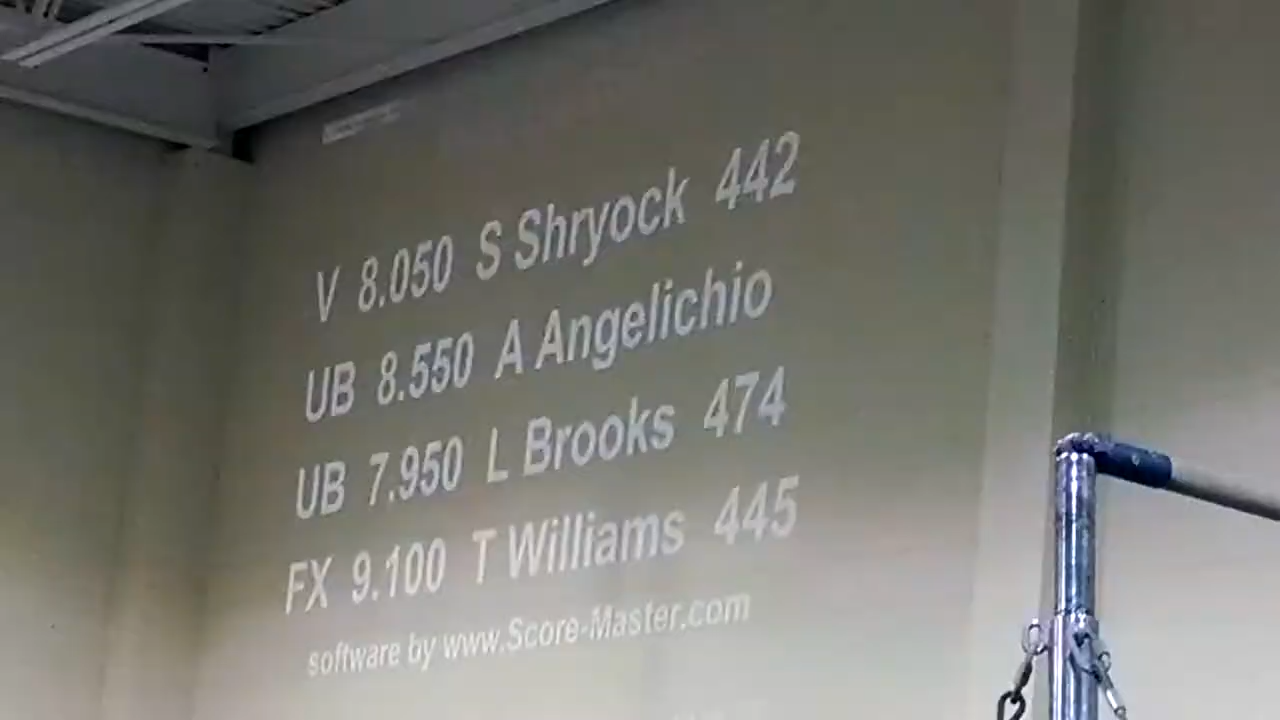 V 8.050 S Shryock 442
UB 8.550 A Angelichio
UB 7.950 L Brooks 474
FX 9.100 T Williams 445
software by www.Score-Master.com